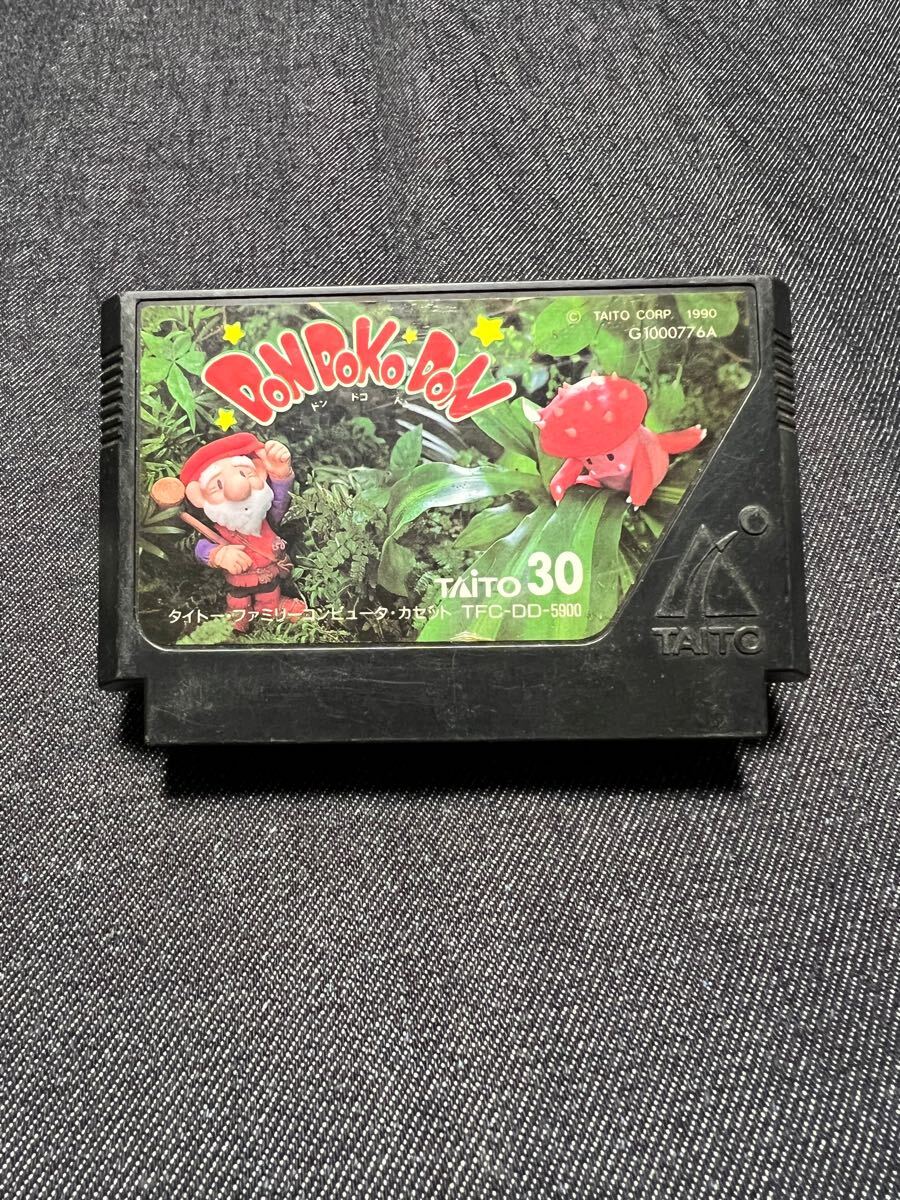 © TAITO CORP. 1990
G1000776A
DON DOKO DON
ドン ドコ ドン
TAITO 30
タイトー・ファミリーコンピュータ・カセット TFC-DD-5900
TAITO